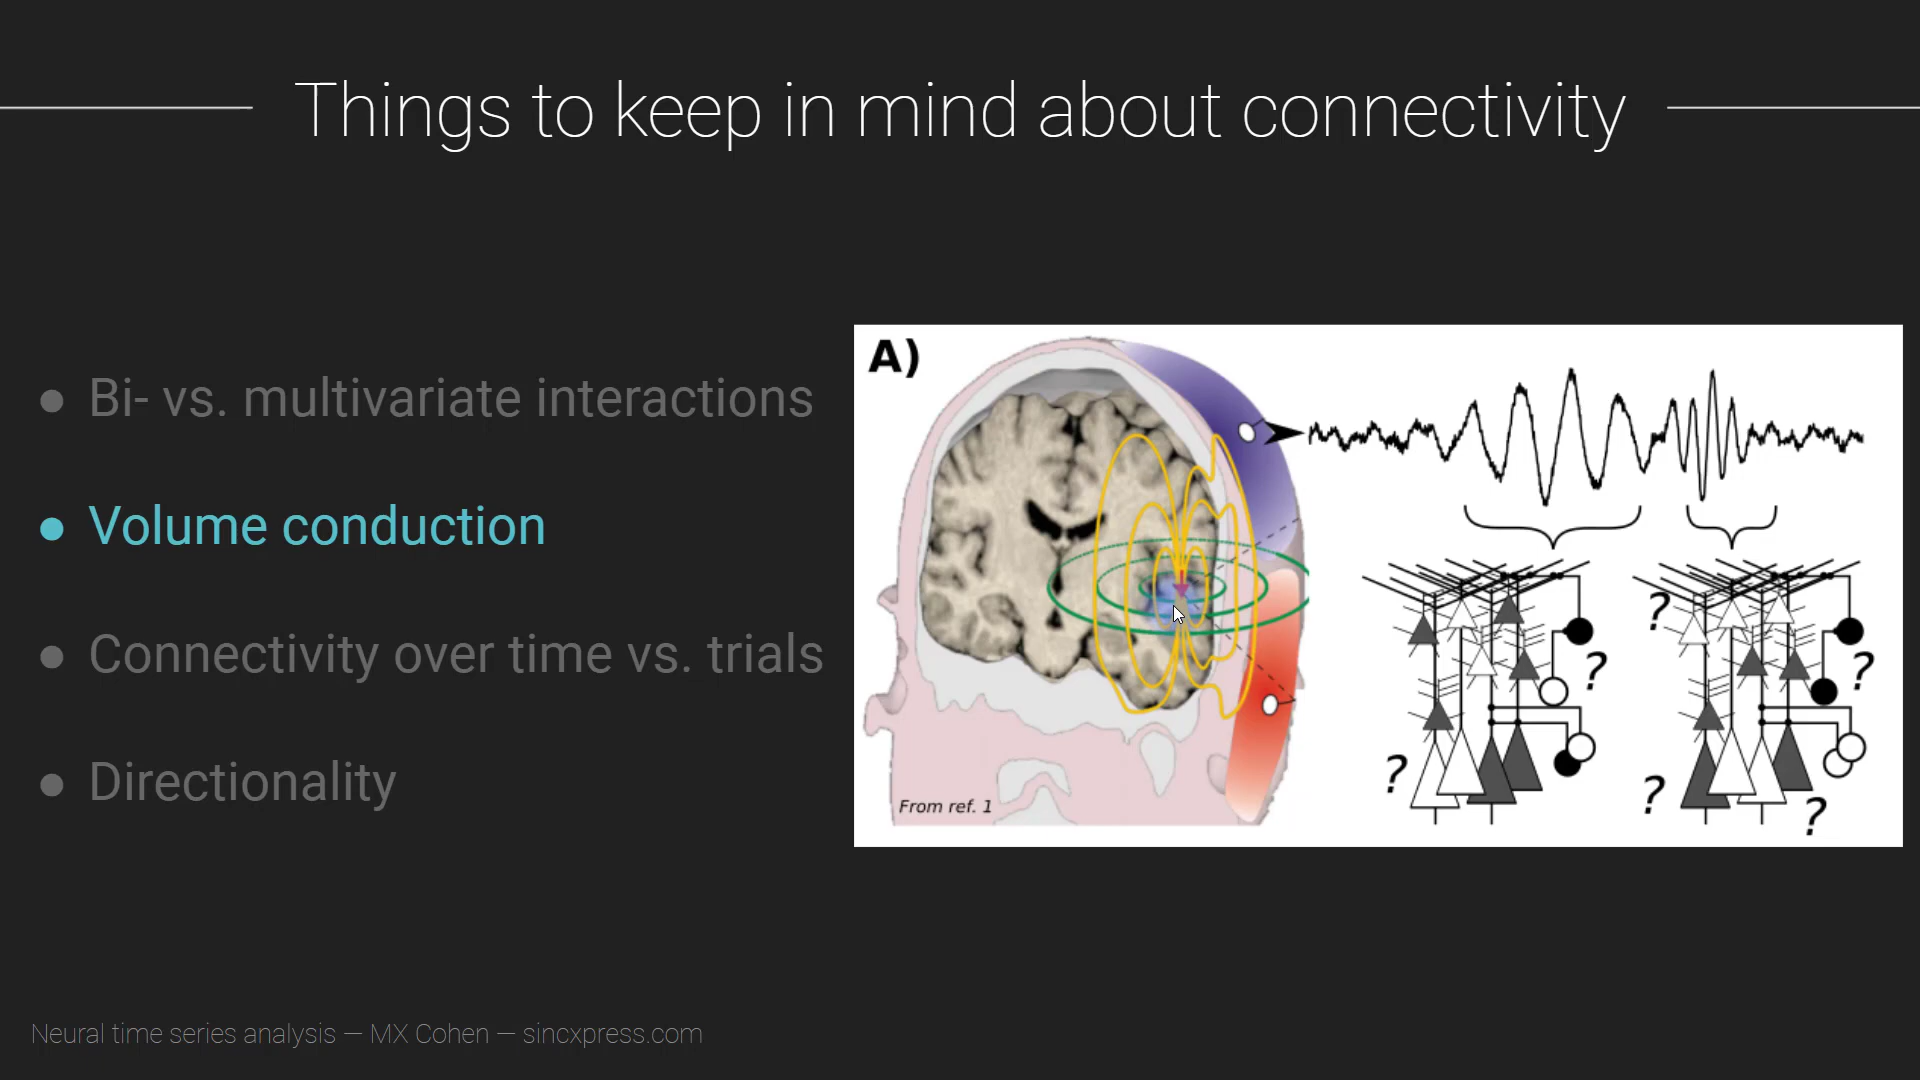 Things to keep in mind about connectivity
● Bi- vs. multivariate interactions
● Volume conduction
● Connectivity over time vs. trials
● Directionality
A)
From ref. 1
?
?
?
?
?
?
?
Neural time series analysis — MX Cohen — sincxpress.com